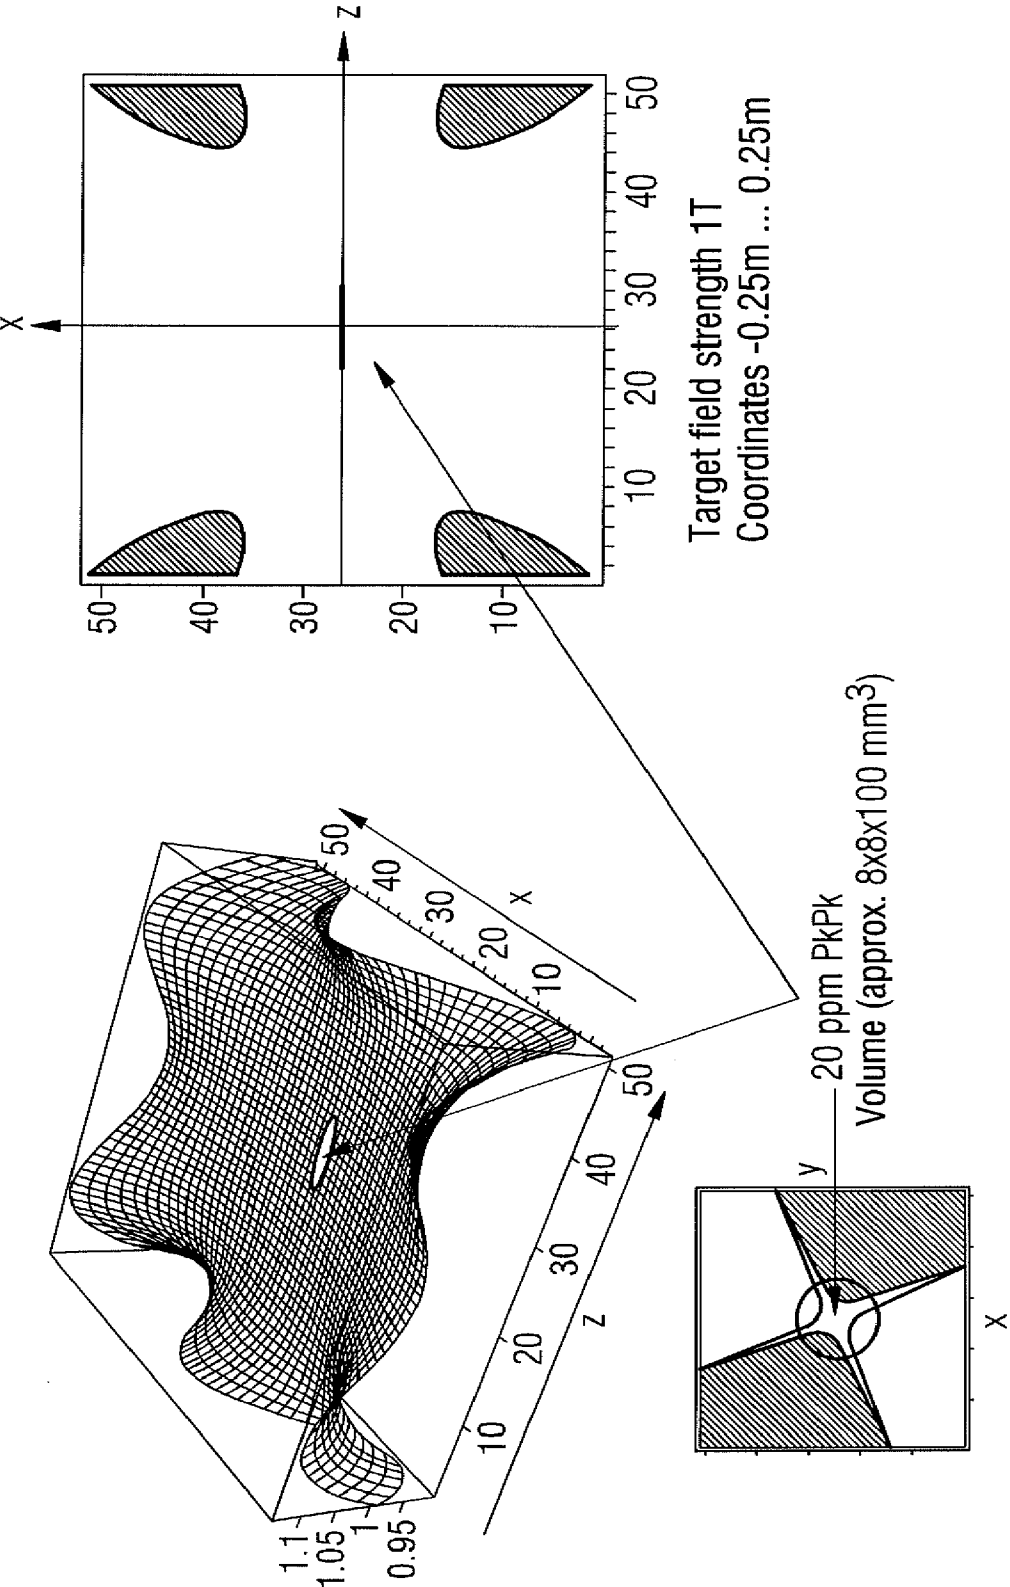 1.1
1.05
1
0.95
10
20
30
40
50
z
10
20
30
40
50
x
x
z
50
40
30
20
10
10
20
30
40
50
Target field strength 1T
Coordinates -0.25m ... 0.25m
y
x
20 ppm PkPk
Volume (approx. 8x8x100 mm³)